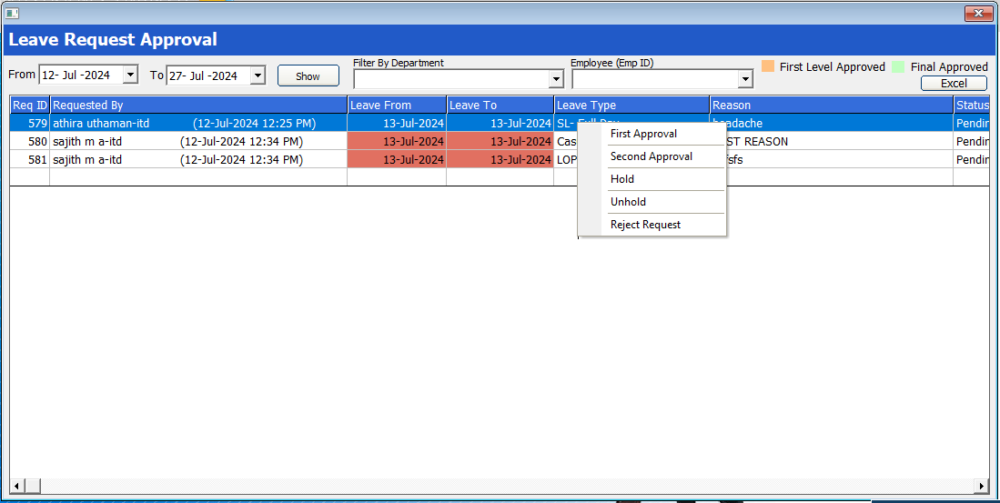 Leave Request Approval
From 12- Jul -2024 To 27- Jul -2024 Show Filter By Department Employee (Emp ID) First Level Approved Final Approved
Excel
Req ID Requested By Leave From Leave To Leave Type Reason Status
579 athira uthaman-itd (12-Jul-2024 12:25 PM) 13-Jul-2024 13-Jul-2024 SL- Full Day headache Pendin
580 sajith m a-itd (12-Jul-2024 12:34 PM) 13-Jul-2024 13-Jul-2024 Cas ST REASON Pendin
581 sajith m a-itd (12-Jul-2024 12:34 PM) 13-Jul-2024 13-Jul-2024 LOP sfs Pendin
First Approval
Second Approval
Hold
Unhold
Reject Request